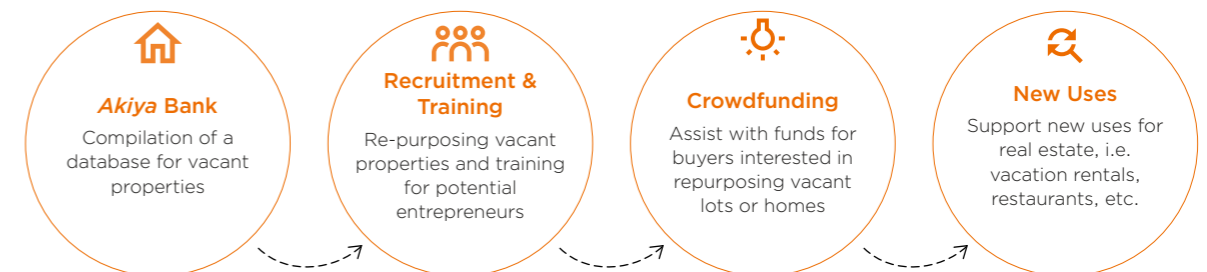 Akiya Bank
Compilation of a
database for vacant
properties
Recruitment &
Training
Re-purposing vacant
properties and training
for potential
entrepreneurs
Crowdfunding
Assist with funds for
buyers interested in
repurposing vacant
lots or homes
New Uses
Support new uses for
real estate, i.e.
vacation rentals,
restaurants, etc.